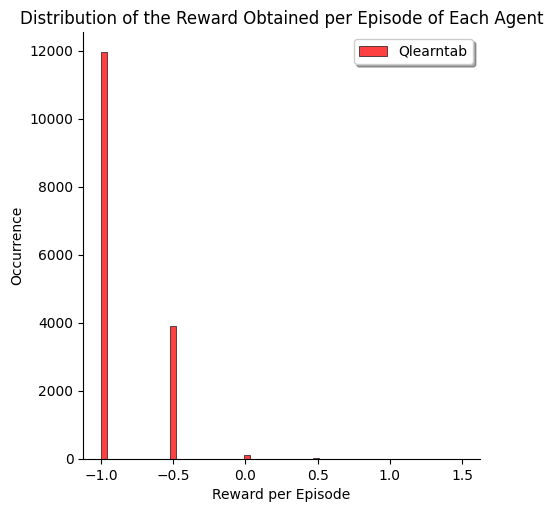 Distribution of the Reward Obtained per Episode of Each Agent
Qlearntab
12000
10000
8000
6000
4000
2000
0
Occurrence
−1.0 −0.5 0.0 0.5 1.0 1.5
Reward per Episode